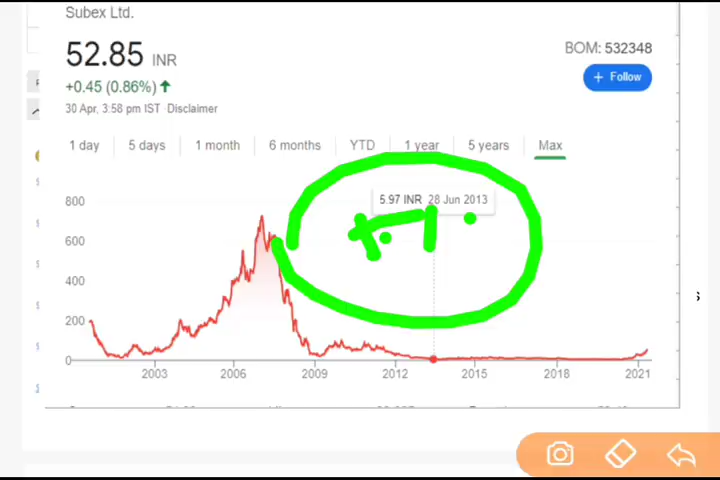 Subex Ltd.
52.85 INR
BOM: 532348
+0.45 (0.86%)
+ Follow
30 Apr, 3:58 pm IST · Disclaimer
1 day 5 days 1 month 6 months YTD 1 year 5 years Max
5.97 INR 28 Jun 2013
800
600
400
200
0
2003 2006 2009 2012 2015 2018 2021